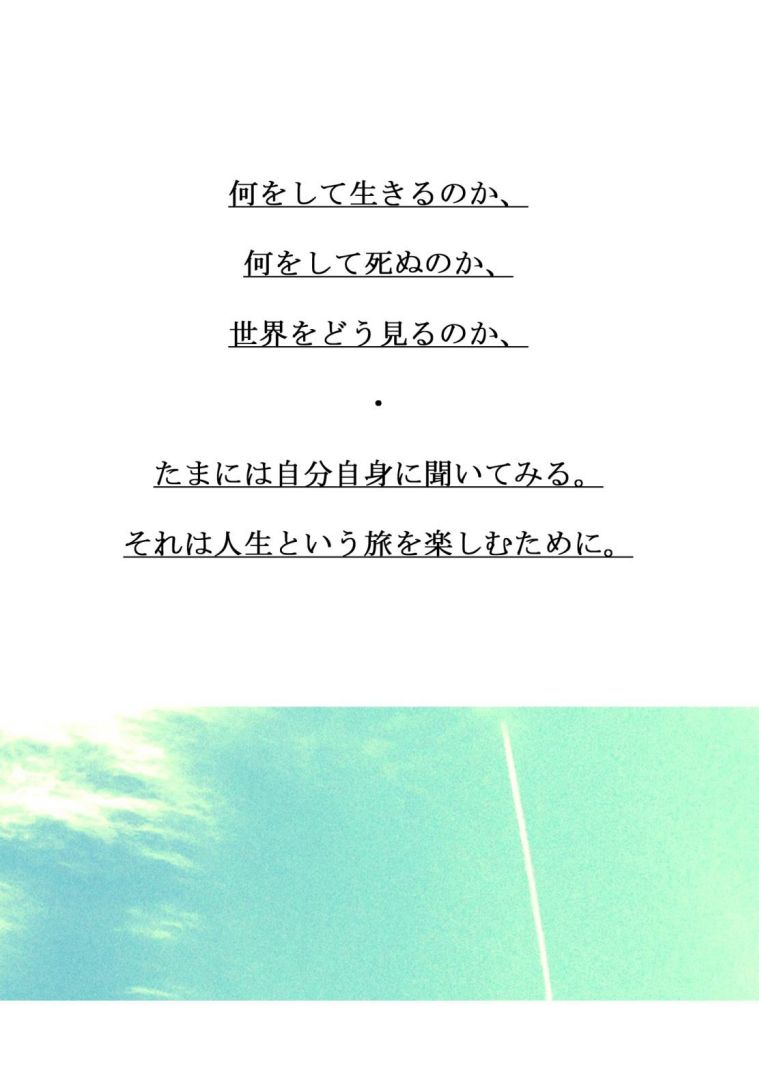 何をして生きるのか、
何をして死ぬのか、
世界をどう見るのか、
・
たまには自分自身に聞いてみる。
それは人生という旅を楽しむために。